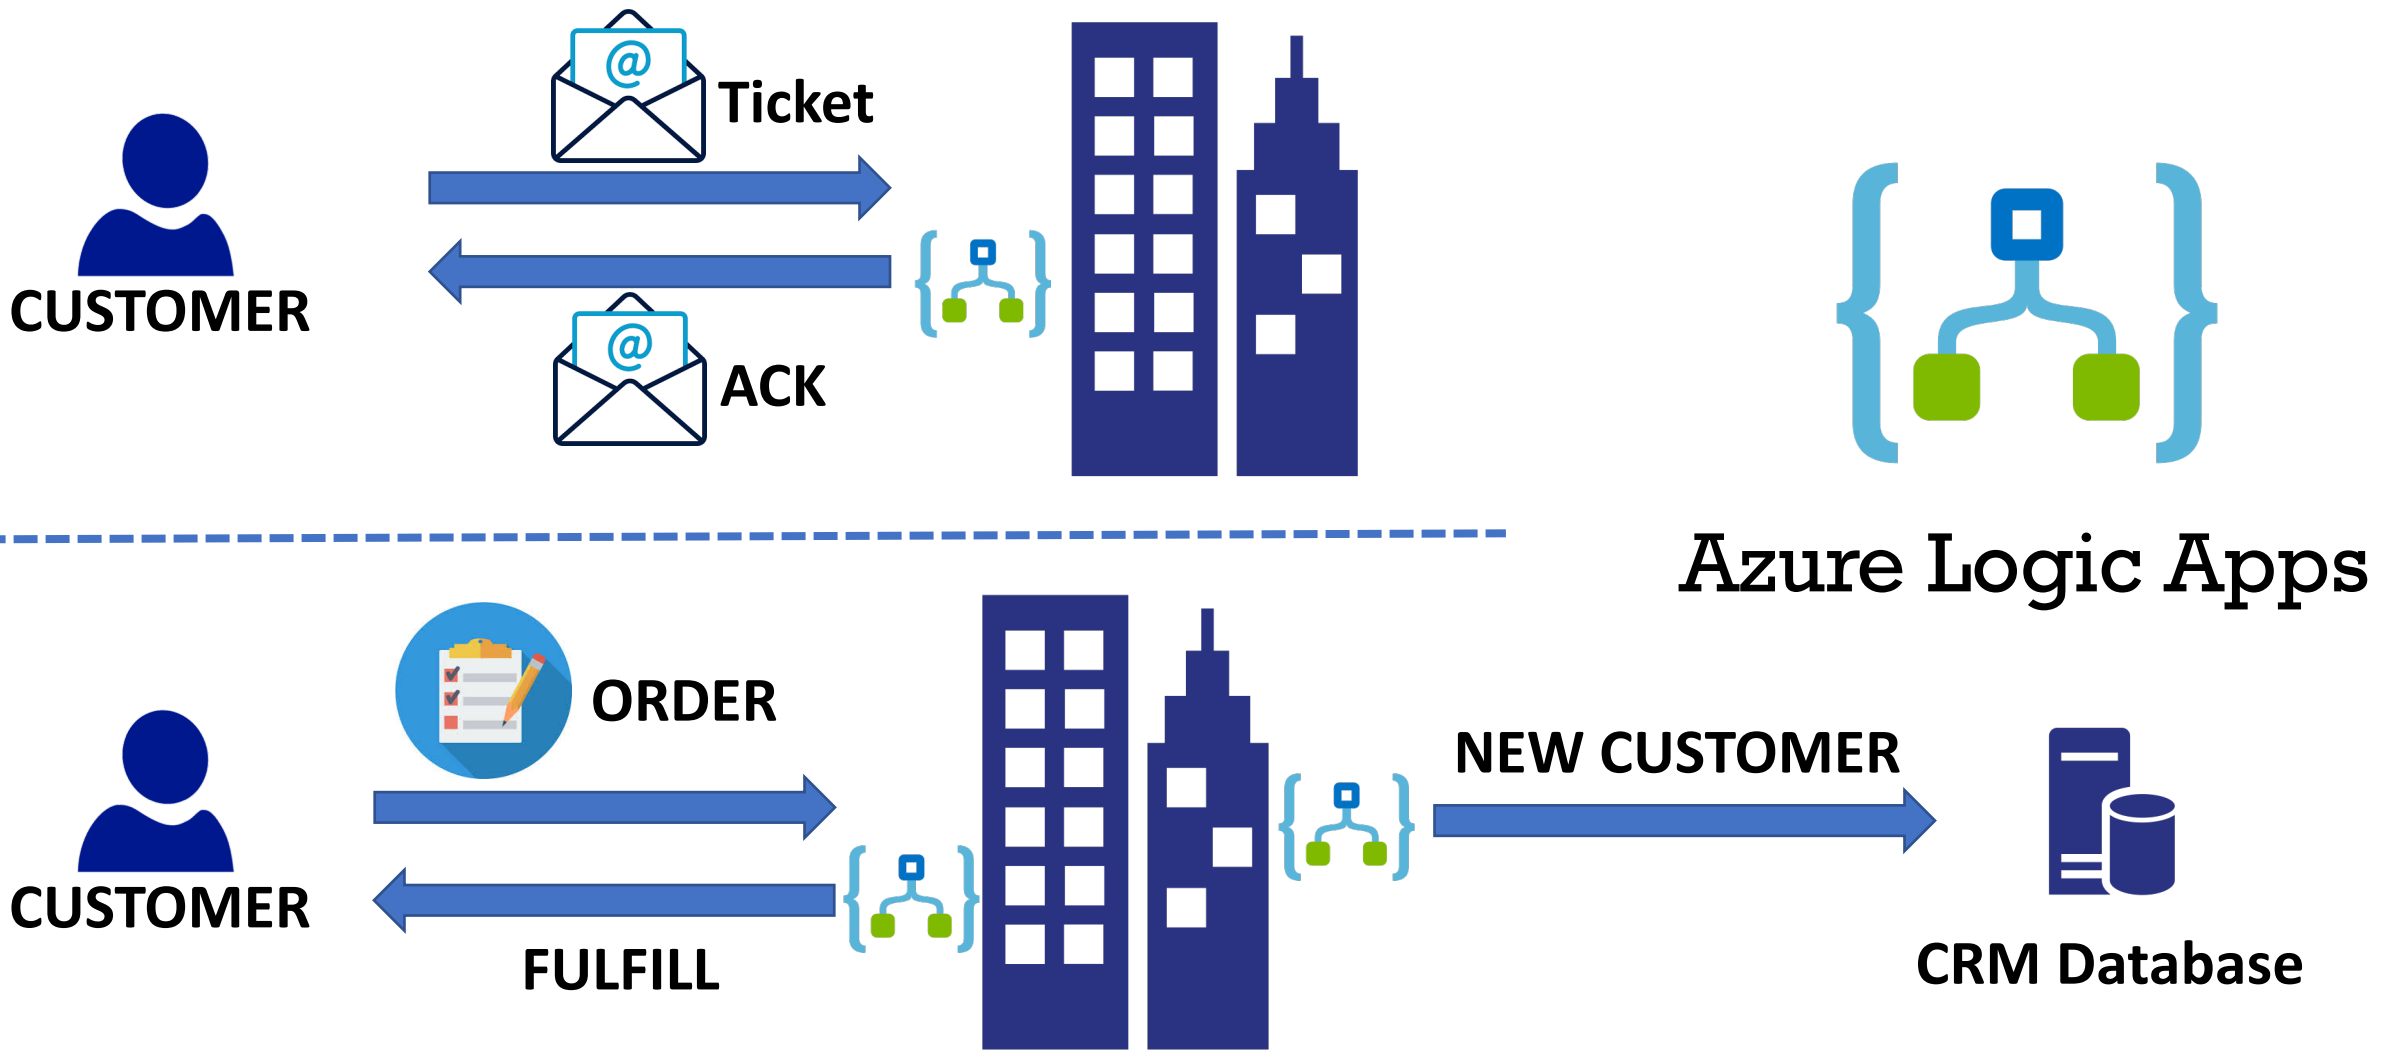 Ticket
CUSTOMER
ACK
Azure Logic Apps
ORDER
NEW CUSTOMER
CUSTOMER
FULFILL
CRM Database